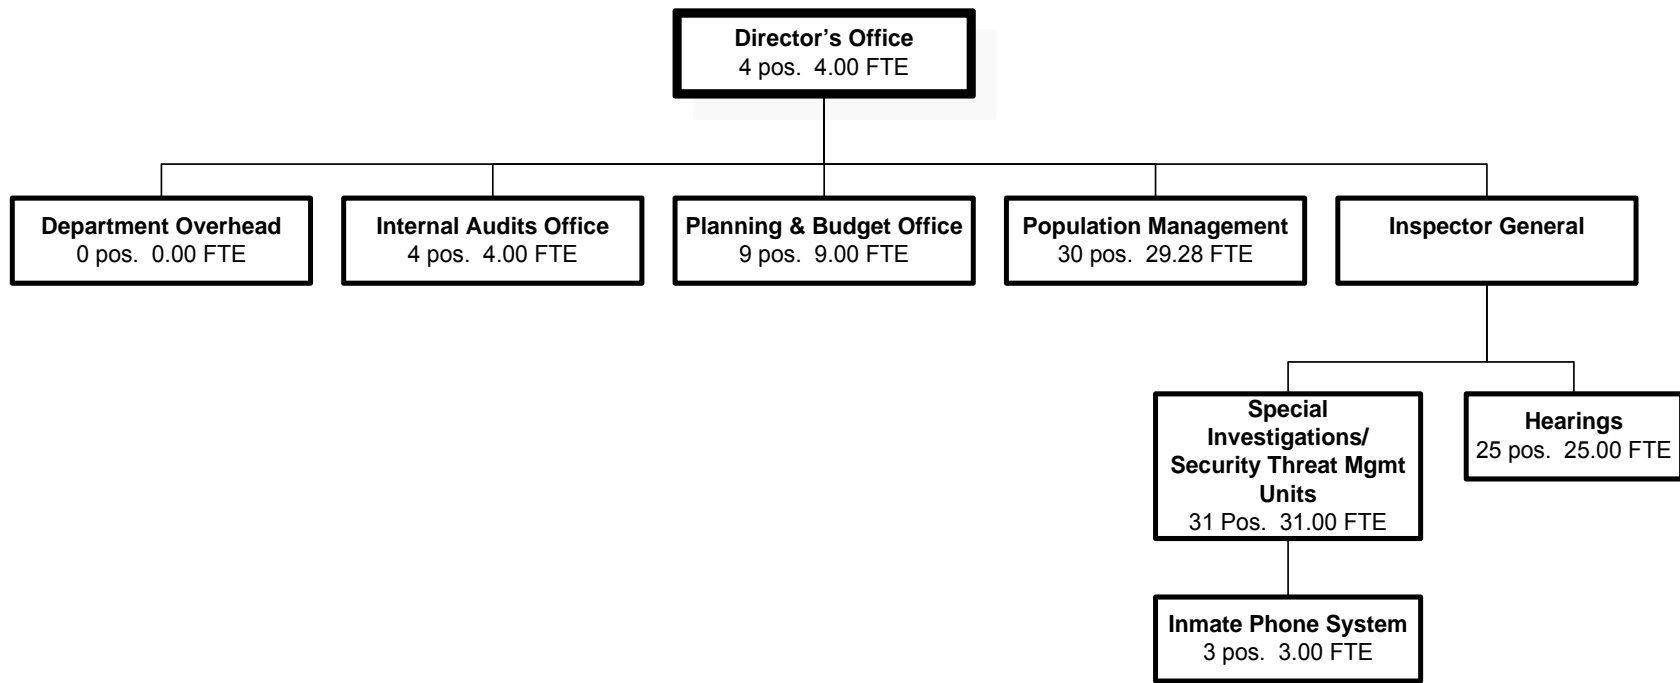 Director’s Office
4 pos.  4.00 FTE
Department Overhead
0 pos.  0.00 FTE
Internal Audits Office
4 pos.  4.00 FTE
Planning & Budget Office
9 pos.  9.00 FTE
Population Management
30 pos.  29.28 FTE
Inspector General
Special
Investigations/
Security Threat Mgmt
Units
31 Pos.  31.00 FTE
Hearings
25 pos.  25.00 FTE
Inmate Phone System
3 pos.  3.00 FTE